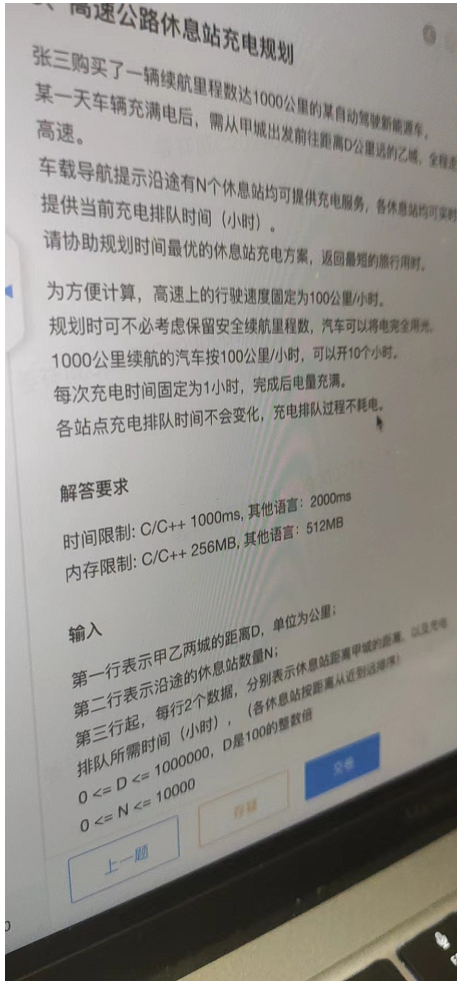 、高速公路休息站充电规划
张三购买了一辆续航里程数达1000公里的某自动驾驶新能源车。
某一天车辆充满电后，需从甲城出发前往距离D公里远的乙城，全程走
高速。
车载导航提示沿途有N个休息站均可提供充电服务，各休息站均可实时
提供当前充电排队时间（小时）。
请协助规划时间最优的休息站充电方案，返回最短的旅行用时。
为方便计算，高速上的行驶速度固定为100公里/小时。
规划时可不必考虑保留安全续航里程数，汽车可以将电完全用光。
1000公里续航的汽车按100公里/小时，可以开10个小时。
每次充电时间固定为1小时，完成后电量充满。
各站点充电排队时间不会变化，充电排队过程不耗电。
解答要求
时间限制: C/C++ 1000ms, 其他语言：2000ms
内存限制: C/C++ 256MB, 其他语言：512MB
输入
第一行表示甲乙两城的距离D，单位为公里；
第二行表示沿途的休息站数量N；
第三行起，每行2个数据，分别表示休息站距离甲城的距离，以及充电
排队所需时间（小时），（各休息站按距离从近到远排序）
0 <= D <= 1000000，D是100的整数倍
0 <= N <= 10000
上一题
存疑
交卷